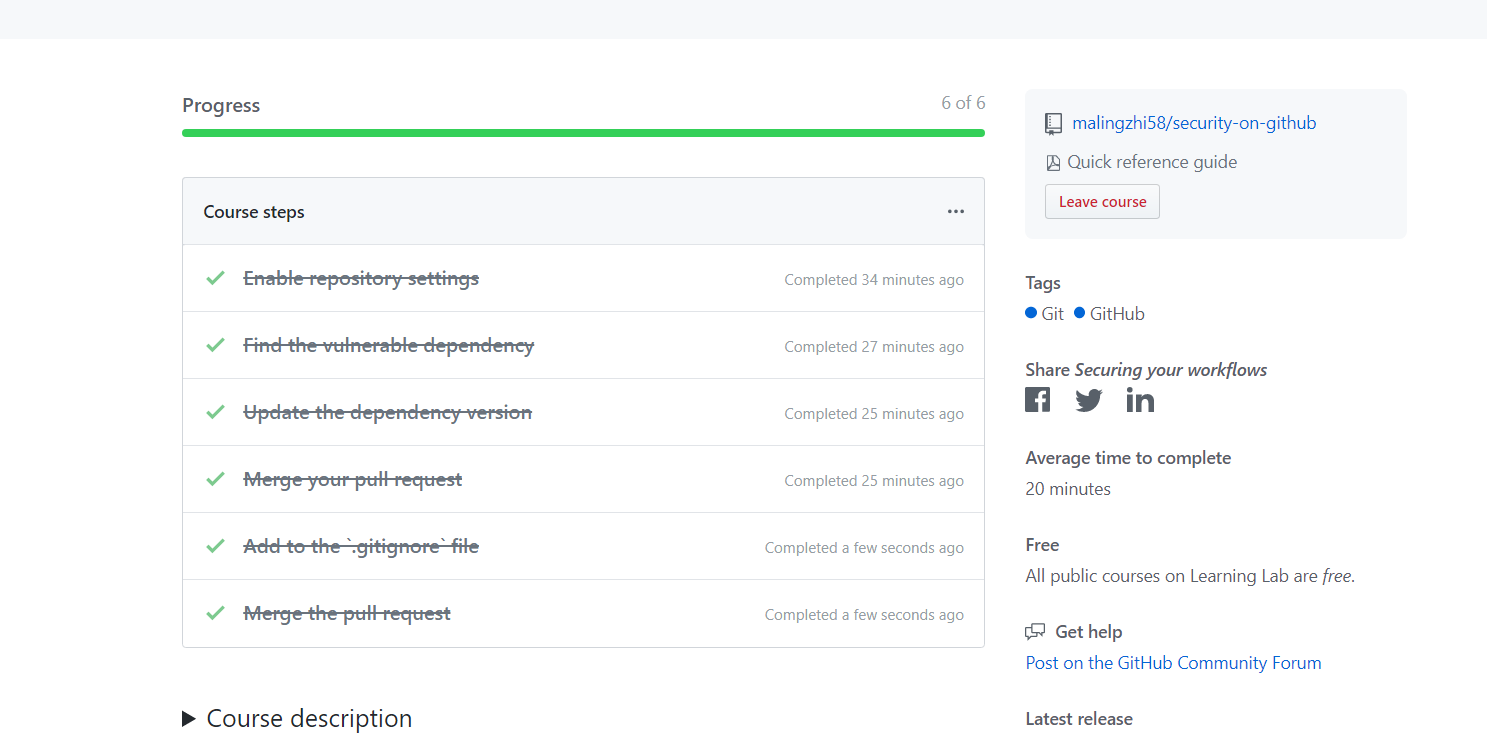 Progress
6 of 6
Course steps
Enable repository settings
Completed 34 minutes ago
Find the vulnerable dependency
Completed 27 minutes ago
Update the dependency version
Completed 25 minutes ago
Merge your pull request
Completed 25 minutes ago
Add to the `.gitignore` file
Completed a few seconds ago
Merge the pull request
Completed a few seconds ago
Course description
malingzhi58/security-on-github
Quick reference guide
Leave course
Tags
Git GitHub
Share Securing your workflows
Average time to complete
20 minutes
Free
All public courses on Learning Lab are free.
Get help
Post on the GitHub Community Forum
Latest release